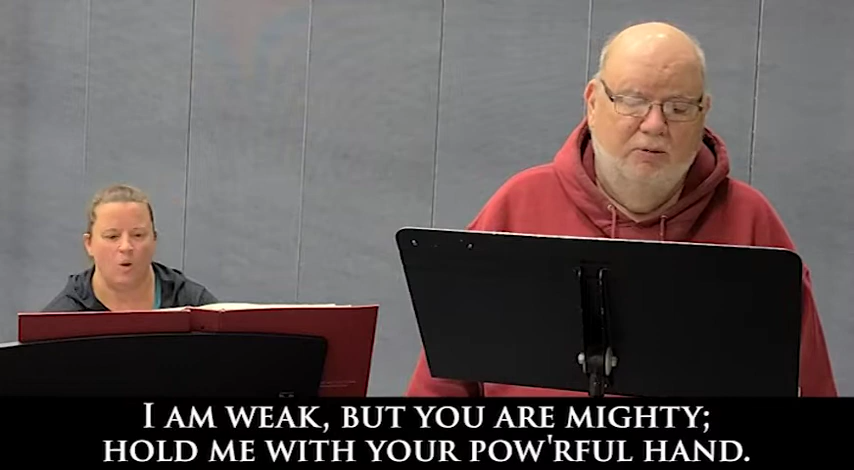 I AM WEAK, BUT YOU ARE MIGHTY;
HOLD ME WITH YOUR POW'RFUL HAND.